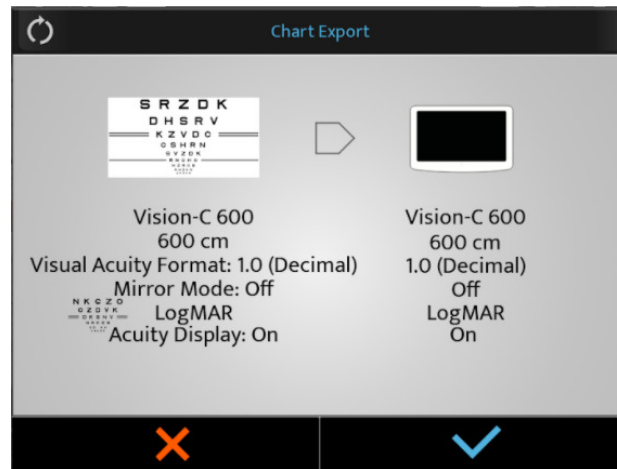 Chart Export
S R Z D K
D H S R V
K Z V D C
O S H R N
Vision-C 600
600 cm
Visual Acuity Format: 1.0 (Decimal)
Mirror Mode: Off
LogMAR
Acuity Display: On
N K C Z O
Vision-C 600
600 cm
1.0 (Decimal)
Off
LogMAR
On